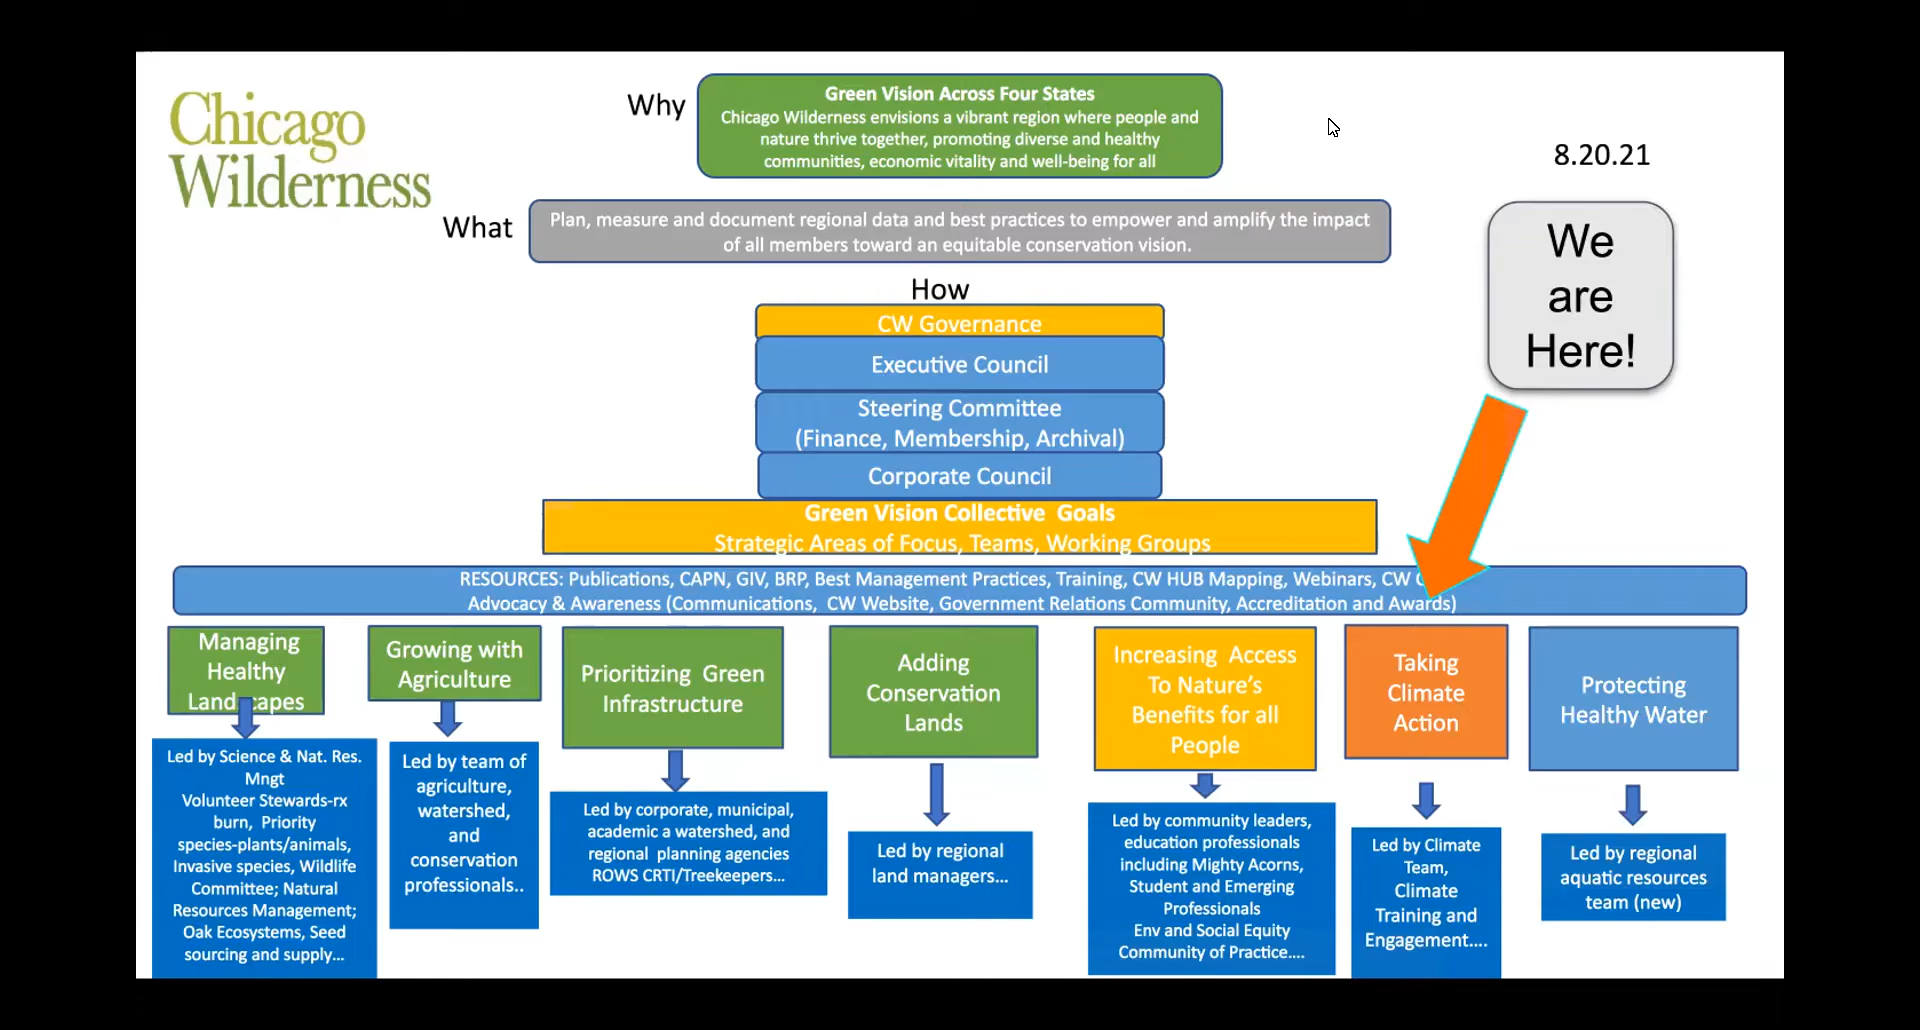 Chicago
Wilderness
Why
Green Vision Across Four States
Chicago Wilderness envisions a vibrant region where people and
nature thrive together, promoting diverse and healthy
communities, economic vitality and well-being for all
8.20.21
What
Plan, measure and document regional data and best practices to empower and amplify the impact
of all members toward an equitable conservation vision.
We
are
Here!
How
CW Governance
Executive Council
Steering Committee
(Finance, Membership, Archival)
Corporate Council
Green Vision Collective Goals
Strategic Areas of Focus, Teams, Working Groups
RESOURCES: Publications, CAPN, GIV, BRP, Best Management Practices, Training, CW HUB Mapping, Webinars, CW
Advocacy & Awareness (Communications, CW Website, Government Relations Community, Accreditation and Awards)
Managing
Healthy
Landscapes
Growing with
Agriculture
Prioritizing Green
Infrastructure
Adding
Conservation
Lands
Increasing Access
To Nature's
Benefits for all
People
Taking
Climate
Action
Protecting
Healthy Water
Led by Science & Nat. Res.
Mngt
Volunteer Stewards-rx
burn, Priority
species-plants/animals,
Invasive species, Wildlife
Committee; Natural
Resources Management;
Oak Ecosystems, Seed
sourcing and supply...
Led by team of
agriculture,
watershed,
and
conservation
professionals..
Led by corporate, municipal,
academic a watershed, and
regional planning agencies
ROWS CRTI/Treekeepers...
Led by regional
land managers...
Led by community leaders,
education professionals
including Mighty Acorns,
Student and Emerging
Professionals
Env and Social Equity
Community of Practice....
Led by Climate
Team,
Climate
Training and
Engagement....
Led by regional
aquatic resources
team (new)